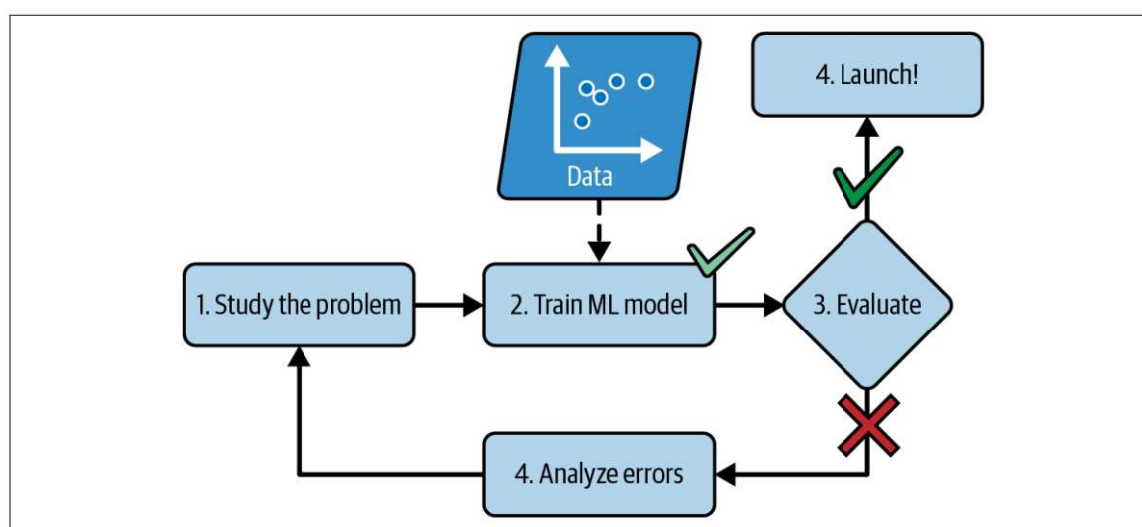 Data
4. Launch!
1. Study the problem
2. Train ML model
3. Evaluate
4. Analyze errors